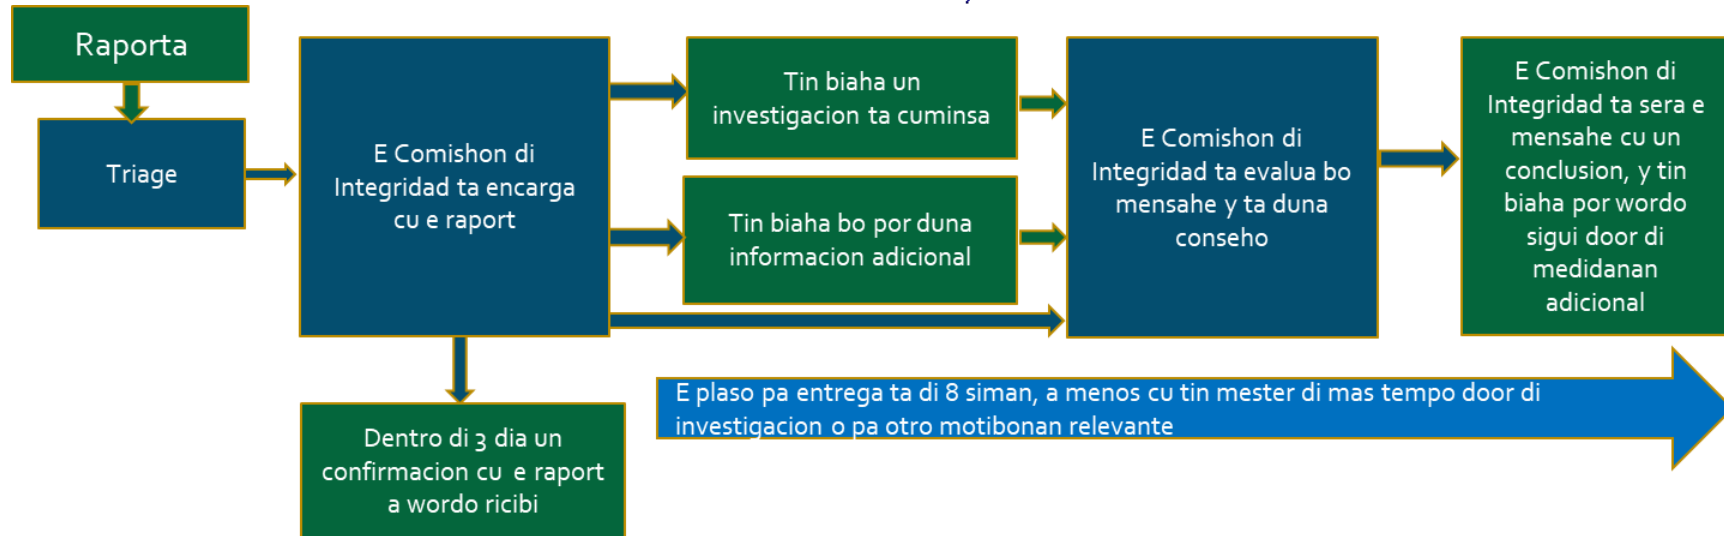 Raporta
Triage
E Comishon di
Integridad ta encarga
cu e raport
Dentro di 3 dia un
confirmacion cu e raport
a wordo ricibi
Tin biaha un
investigacion ta cuminsa
Tin biaha bo por duna
informacion adicional
E Comishon di
Integridad ta evalua bo
mensahe y ta duna
conseho
E Comishon di
Integridad ta sera e
mensahe cu un
conclusion, y tin
biaha por wordo
sigui door di
medidanan
adicional
E plaso pa entrega ta di 8 siman, a menos cu tin mester di mas tempo door di
investigacion o pa otro motibonan relevante